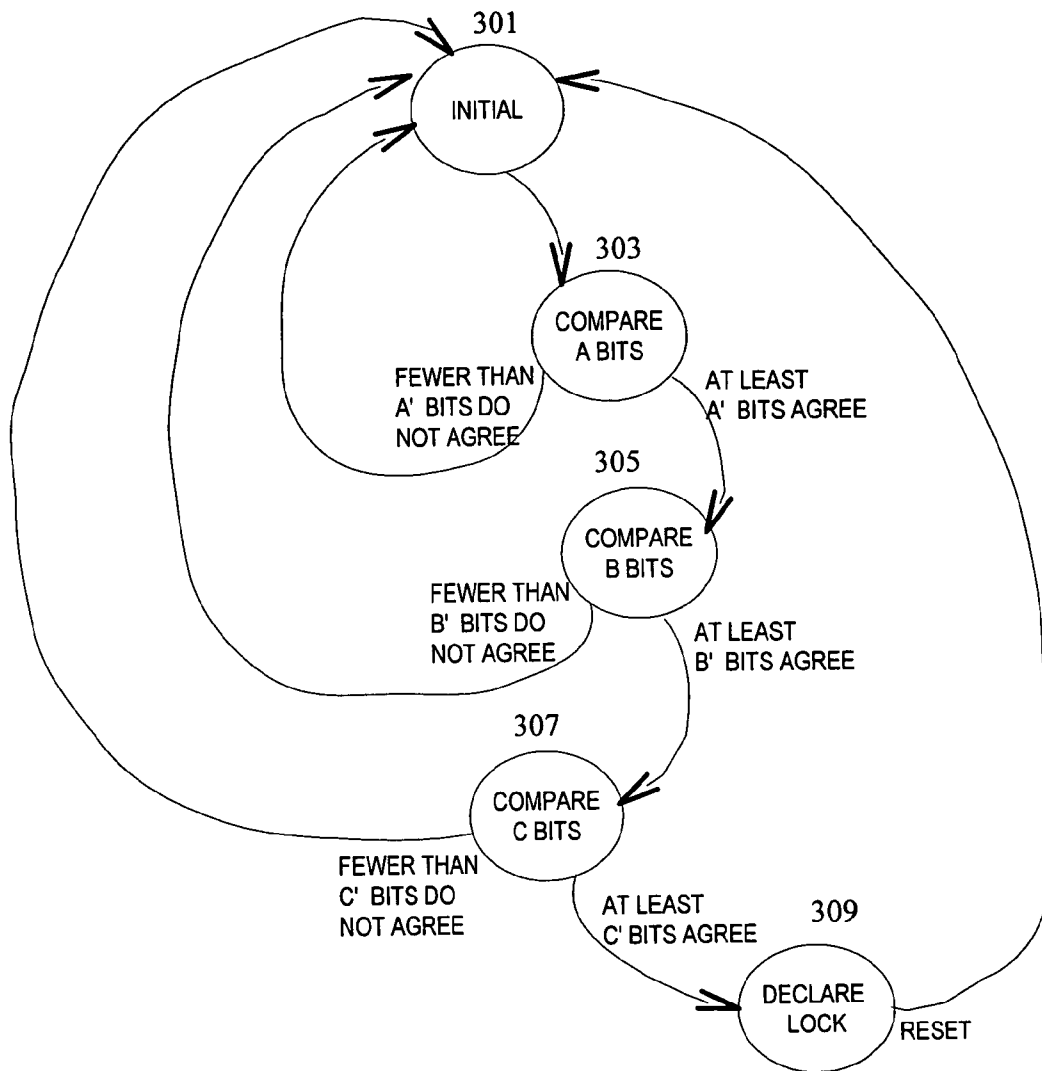 301
INITIAL
303
COMPARE
A BITS
FEWER THAN
A' BITS DO
NOT AGREE
AT LEAST
A' BITS AGREE
305
COMPARE
B BITS
FEWER THAN
B' BITS DO
NOT AGREE
AT LEAST
B' BITS AGREE
307
COMPARE
C BITS
FEWER THAN
C' BITS DO
NOT AGREE
AT LEAST
C' BITS AGREE
309
DECLARE
LOCK
RESET